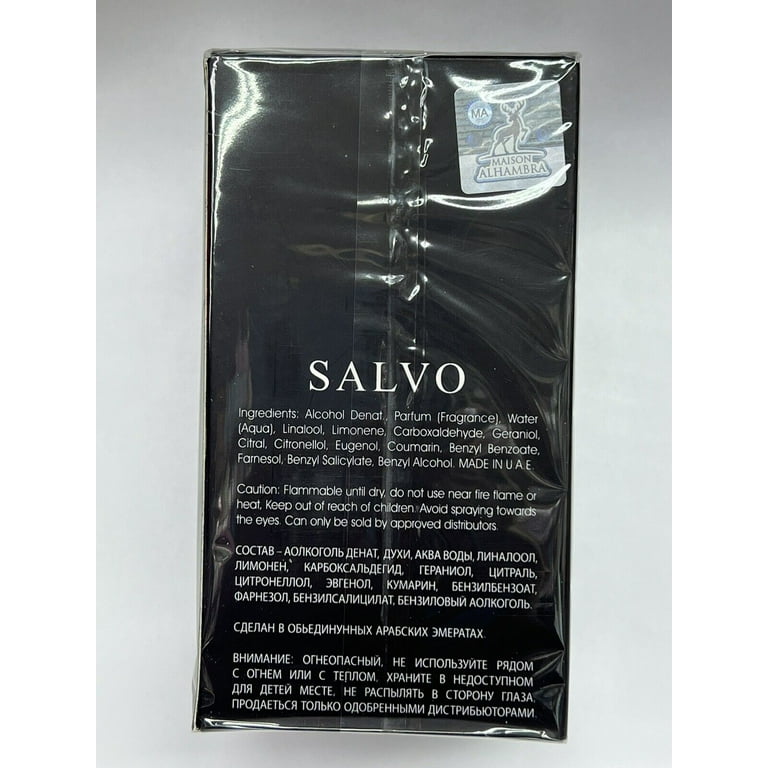 MA
MAISON
ALHAMBRA
SALVO
Ingredients: Alcohol Denat., Parfum (Fragrance), Water
(Aqua), Linalool, Limonene, Carboxaldehyde, Geraniol,
Citral, Citronellol, Eugenol, Coumarin, Benzyl Benzoate,
Farnesol, Benzyl Salicylate, Benzyl Alcohol. MADE IN U.A.E.
Caution: Flammable until dry, do not use near fire flame or
heat, Keep out of reach of children. Avoid spraying towards
the eyes. Can only be sold by approved distributors.
СОСТАВ – АОЛКОГОЛЬ ДЕНАТ, ДУХИ, АКВА ВОДЫ, ЛИНАЛООЛ,
ЛИМОНЕН, КАРБОКСАЛЬДЕГИД, ГЕРАНИОЛ, ЦИТРАЛЬ,
ЦИТРОНЕЛЛОЛ, ЭВГЕНОЛ, КУМАРИН, БЕНЗИЛБЕНЗОАТ,
ФАРНЕЗОЛ, БЕНЗИЛСАЛИЦИЛАТ, БЕНЗИЛОВЫЙ АОЛКОГОЛЬ.
СДЕЛАН В ОБЬЕДИНУННЫХ АРАБСКИХ ЭМЕРАТАХ.
ВНИМАНИЕ: ОГНЕОПАСНЫЙ, НЕ ИСПОЛЬЗУЙТЕ РЯДОМ
С ОГНЕМ ИЛИ С ТЕПЛОМ. ХРАНИТЕ В НЕДОСТУПНОМ
ДЛЯ ДЕТЕЙ МЕСТЕ. НЕ РАСПЫЛЯТЬ В СТОРОНУ ГЛАЗА.
ПРОДАЕТЬСЯ ТОЛЬКО ОДОБРЕННЫМИ ДИСТРИБЬЮТОРАМИ.